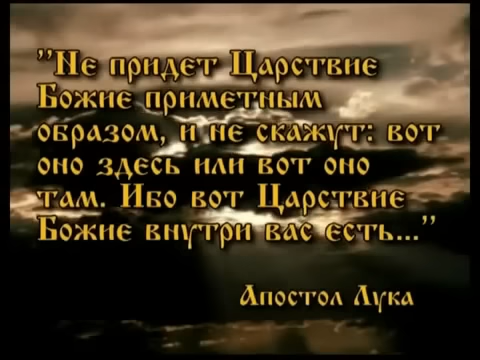 "Не придет Царствие
Божие приметным
образом, и не скажут: вот
оно здесь или вот оно
там. Ибо вот Царствие
Божие внутри вас есть..."
Апостол Лука